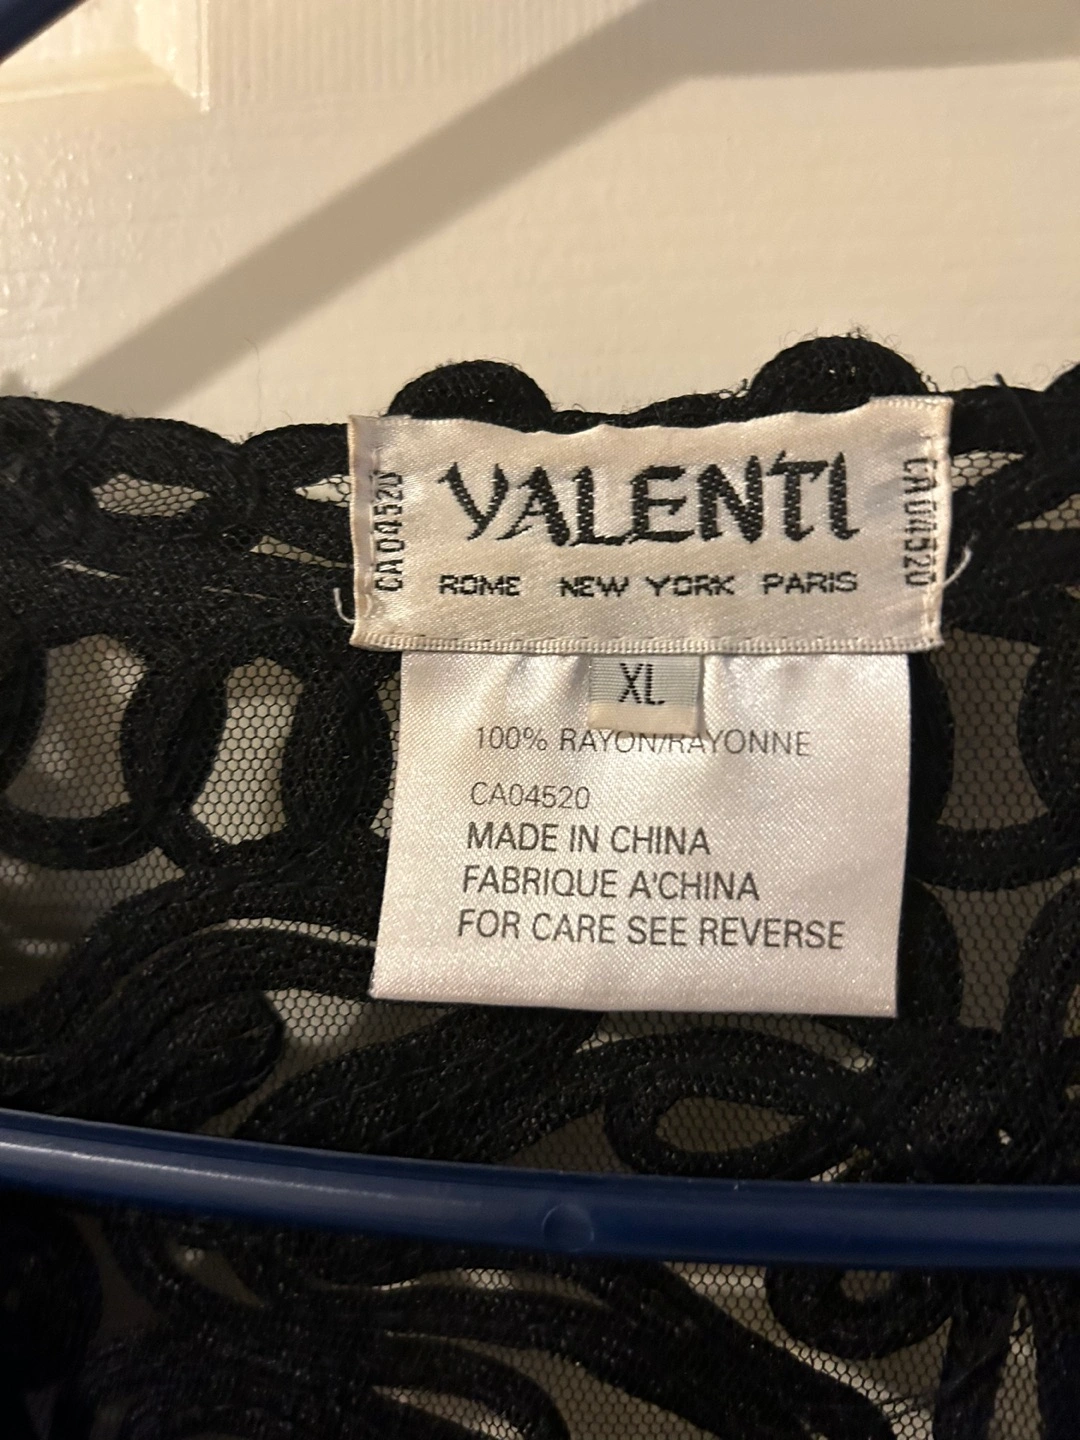 VALENTI
ROME NEW YORK PARIS
CA04520
CA04520
XL
100% RAYON/RAYONNE
CA04520
MADE IN CHINA
FABRIQUE A'CHINA
FOR CARE SEE REVERSE